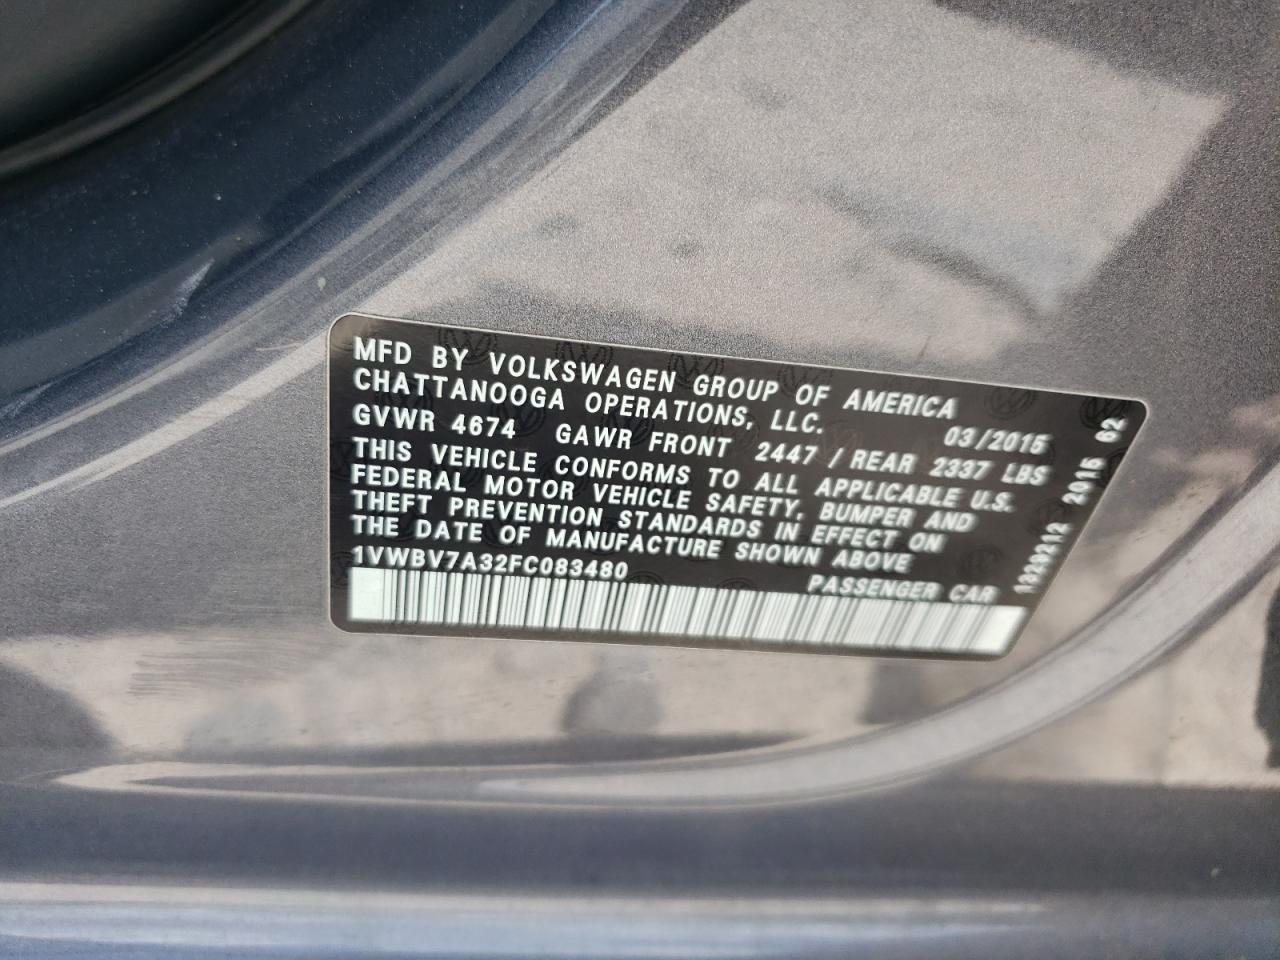 MFD BY VOLKSWAGEN GROUP OF AMERICA
CHATTANOOGA OPERATIONS, LLC. 03/2015
GVWR 4674 GAWR FRONT 2447 / REAR 2337 LBS
THIS VEHICLE CONFORMS TO ALL APPLICABLE U.S.
FEDERAL MOTOR VEHICLE SAFETY, BUMPER AND
THEFT PREVENTION STANDARDS IN EFFECT ON
THE DATE OF MANUFACTURE SHOWN ABOVE
1VWBV7A32FC083480 PASSENGER CAR
2015 62